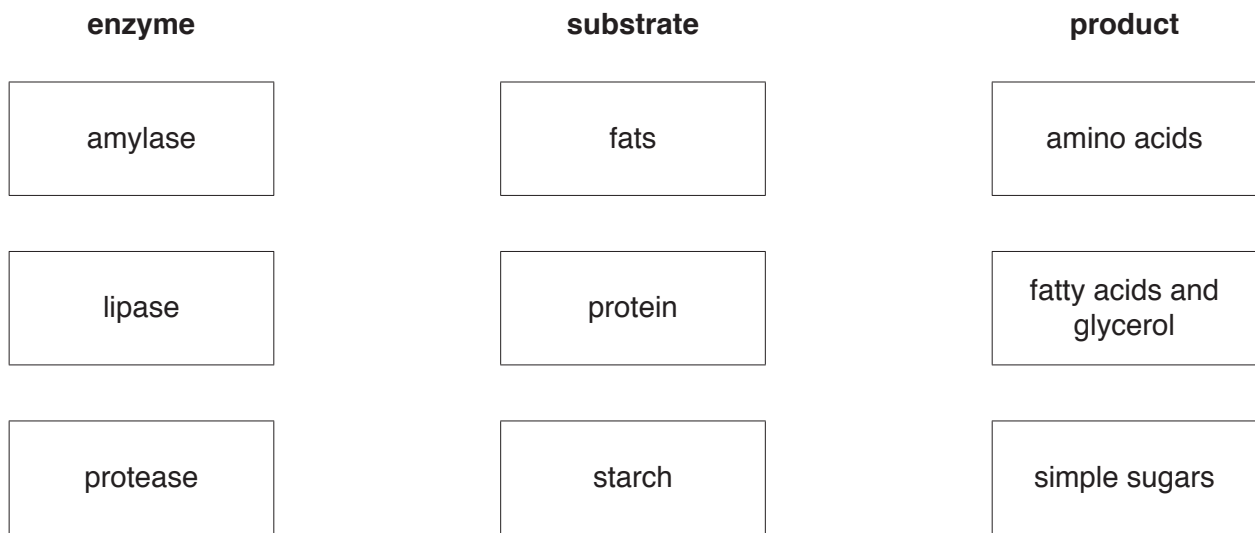 enzyme substrate product
amylase fats amino acids
lipase protein fatty acids and
glycerol
protease starch simple sugars